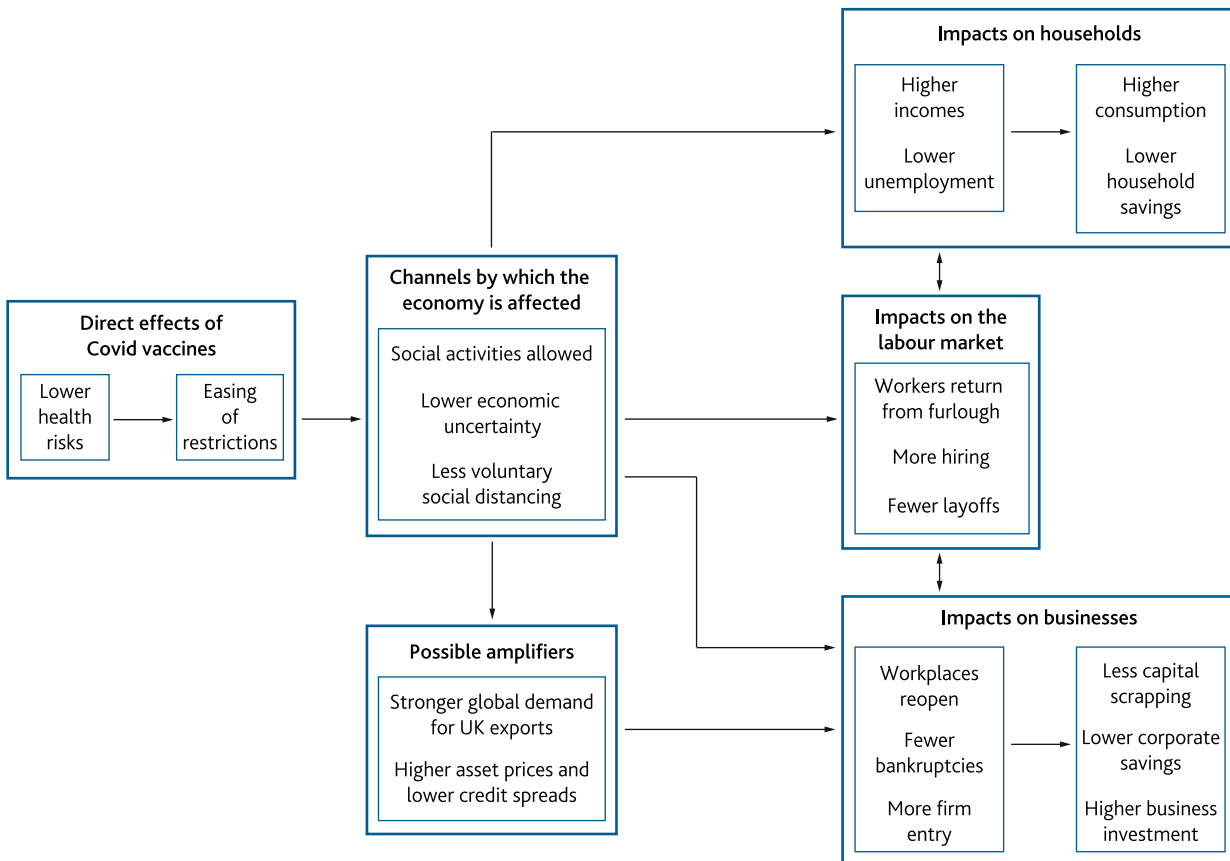 Direct effects of
Covid vaccines
Lower
health
risks
Easing
of
restrictions
Channels by which the
economy is affected
Social activities allowed
Lower economic
uncertainty
Less voluntary
social distancing
Possible amplifiers
Stronger global demand
for UK exports
Higher asset prices and
lower credit spreads
Impacts on households
Higher
incomes
Lower
unemployment
Higher
consumption
Lower
household
savings
Impacts on the
labour market
Workers return
from furlough
More hiring
Fewer layoffs
Impacts on businesses
Workplaces
reopen
Fewer
bankruptcies
More firm
entry
Less capital
scrapping
Lower corporate
savings
Higher business
investment